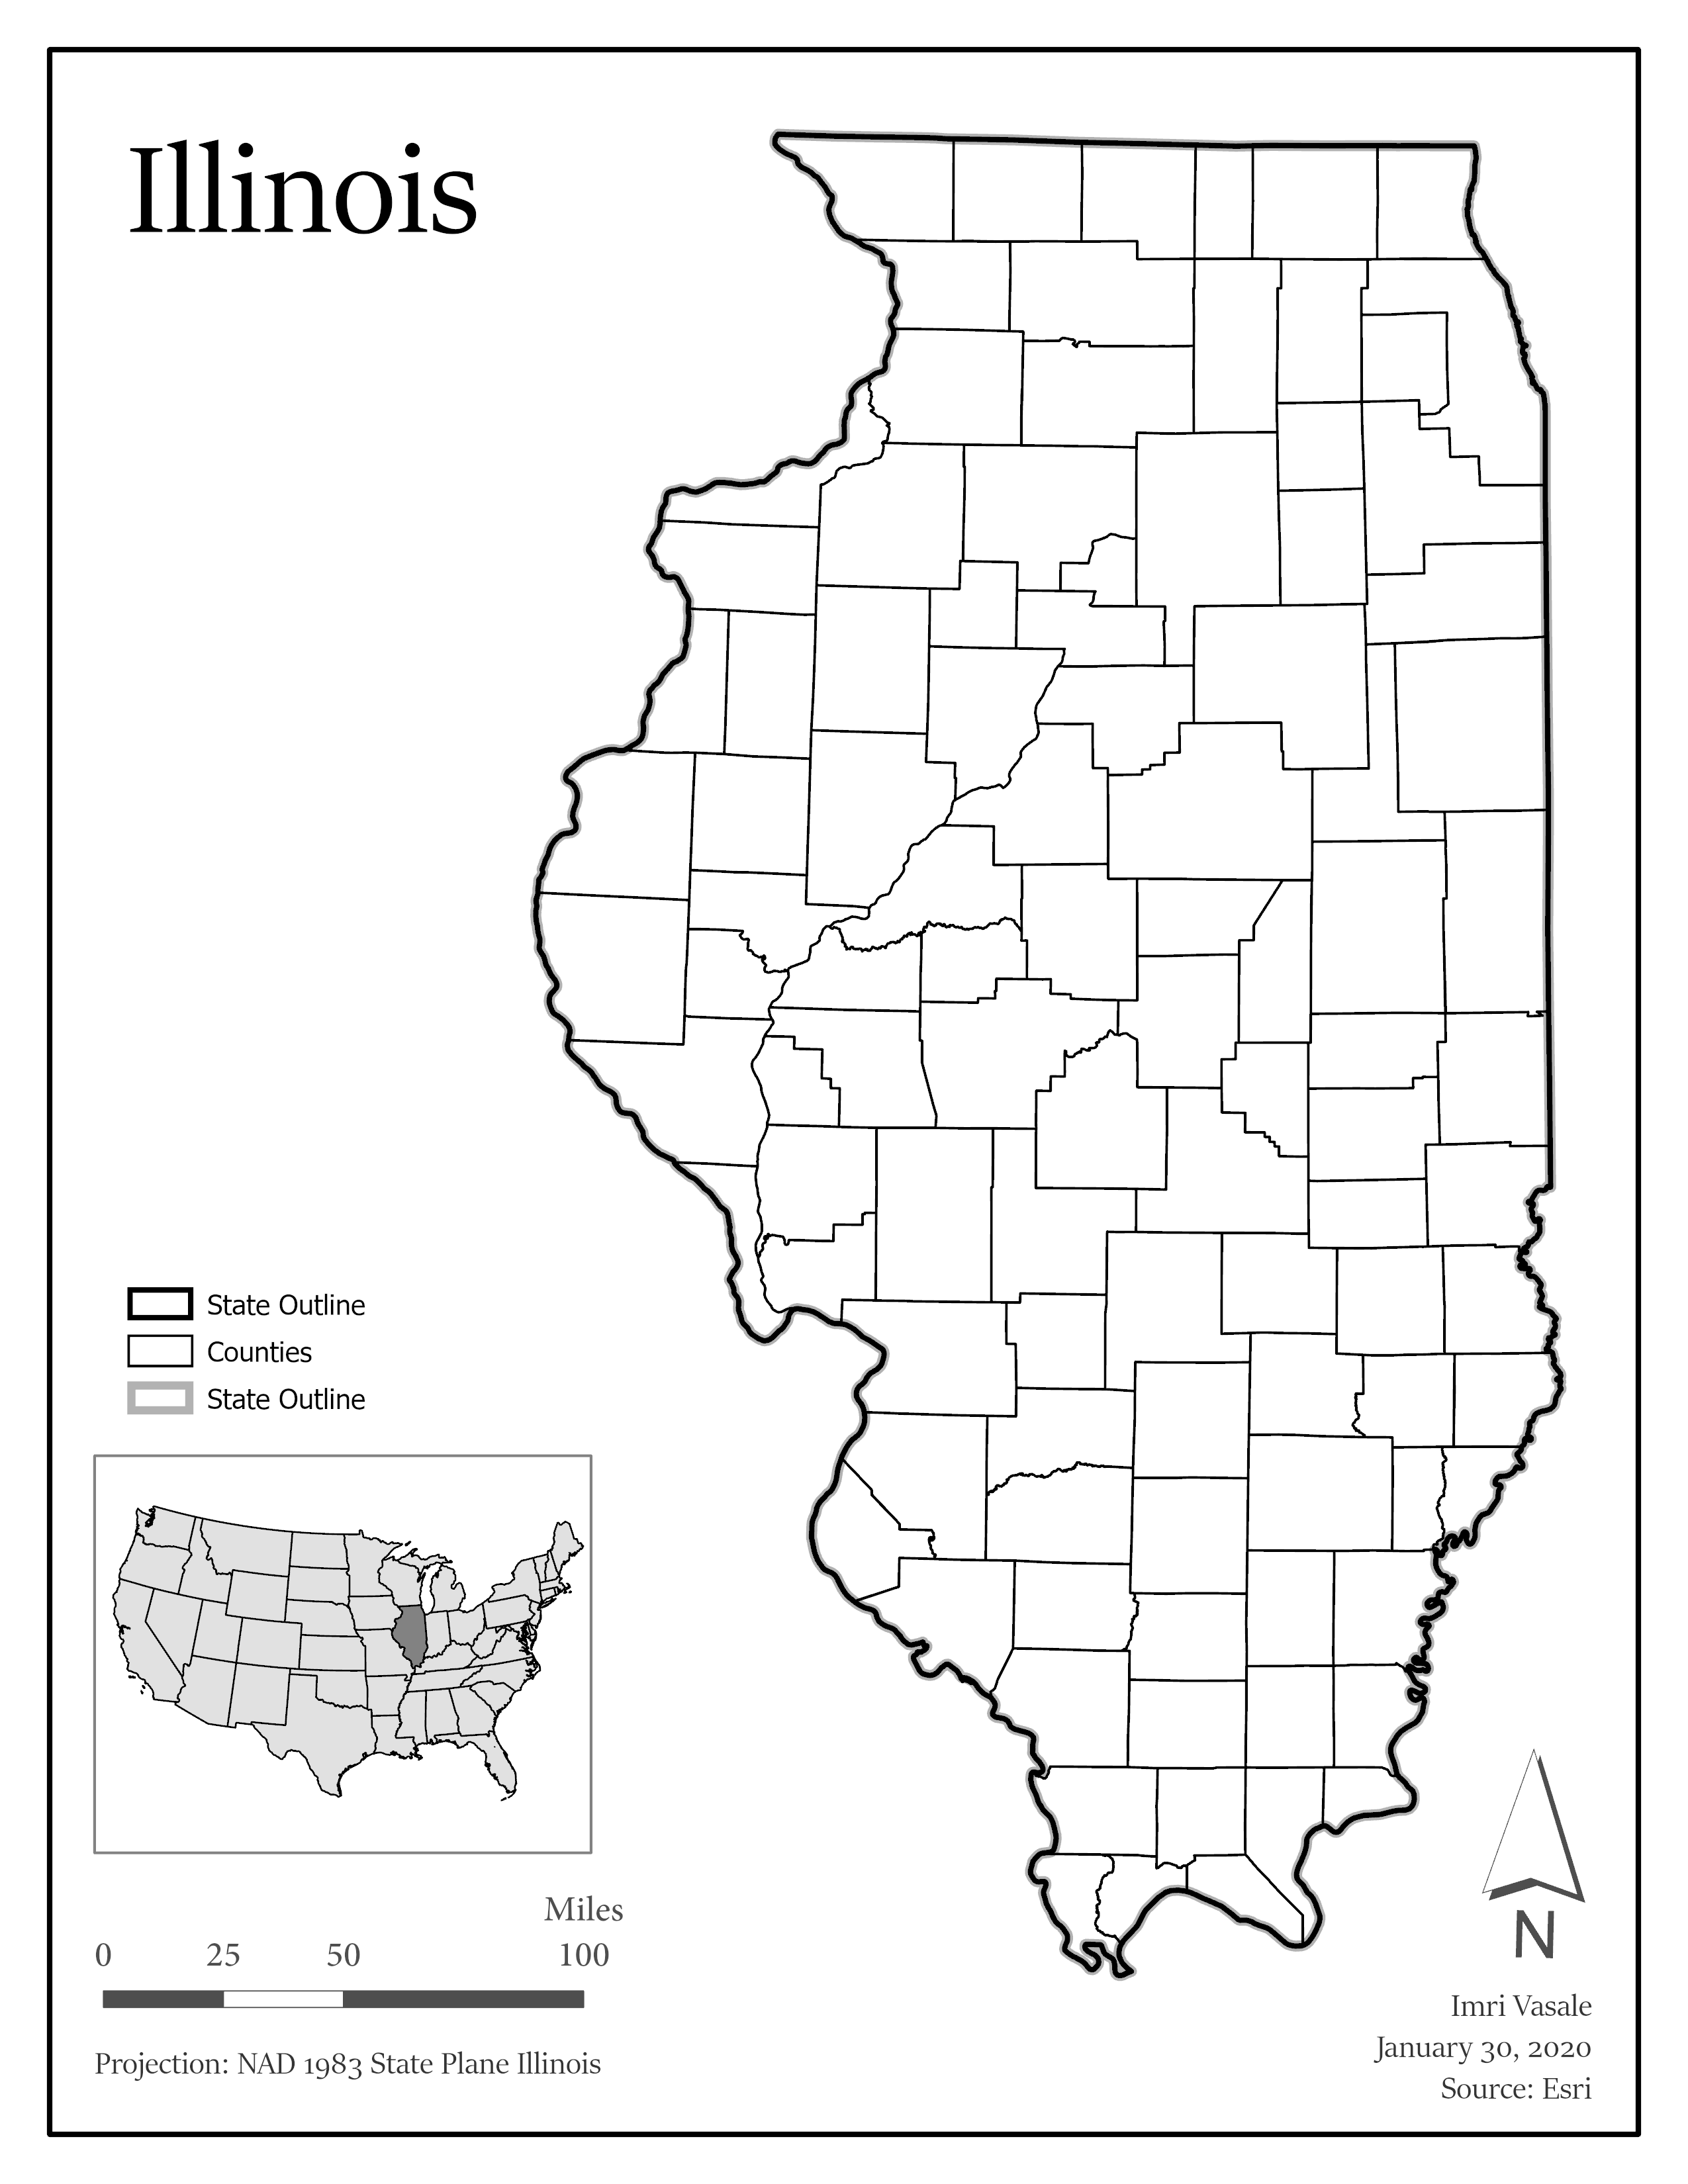 Illinois
State Outline
Counties
State Outline
Miles
0 25 50 100
Projection: NAD 1983 State Plane Illinois
N
Imri Vasale
January 30, 2020
Source: Esri